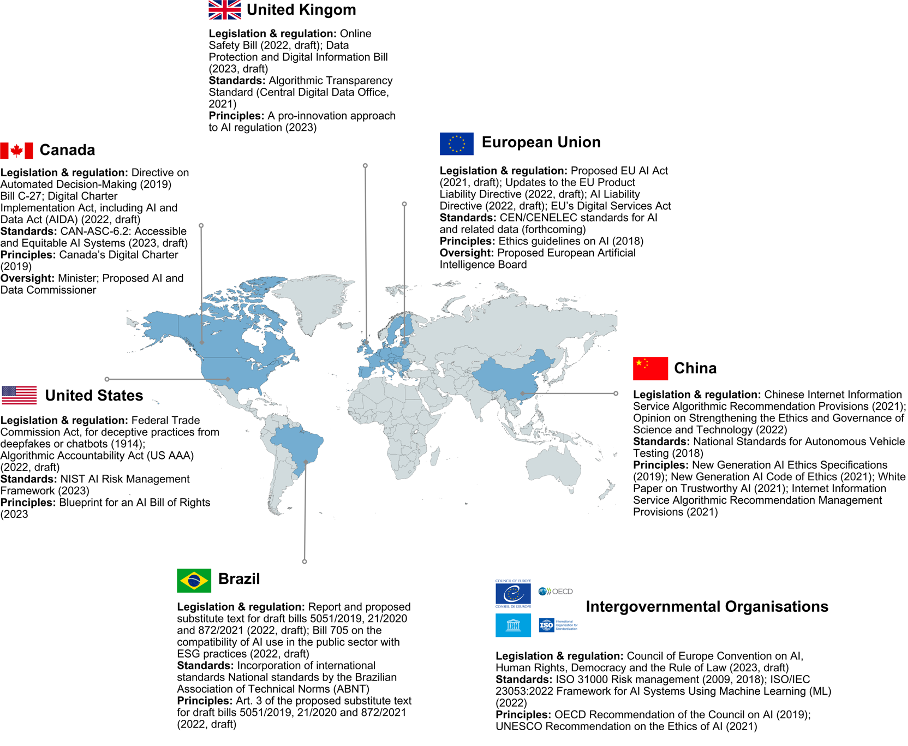 United Kingom
Legislation & regulation: Online
Safety Bill (2022, draft); Data
Protection and Digital Information Bill
(2023, draft)
Standards: Algorithmic Transparency
Standard (Central Digital Data Office,
2021)
Principles: A pro-innovation approach
to AI regulation (2023)
Canada
Legislation & regulation: Directive on
Automated Decision-Making (2019)
Bill C-27; Digital Charter
Implementation Act, including AI and
Data Act (AIDA) (2022, draft)
Standards: CAN-ASC-6.2: Accessible
and Equitable AI Systems (2023, draft)
Principles: Canada's Digital Charter
(2019)
Oversight: Minister; Proposed AI and
Data Commissioner
European Union
Legislation & regulation: Proposed EU AI Act
(2021, draft); Updates to the EU Product
Liability Directive (2022, draft); AI Liability
Directive (2022, draft); EU's Digital Services Act
Standards: CEN/CENELEC standards for AI
and related data (forthcoming)
Principles: Ethics guidelines on AI (2018)
Oversight: Proposed European Artificial
Intelligence Board
United States
Legislation & regulation: Federal Trade
Commission Act, for deceptive practices from
deepfakes or chatbots (1914);
Algorithmic Accountability Act (US AAA)
(2022, draft)
Standards: NIST AI Risk Management
Framework (2023)
Principles: Blueprint for an AI Bill of Rights
(2023
China
Legislation & regulation: Chinese Internet Information
Service Algorithmic Recommendation Provisions (2021);
Opinion on Strengthening the Ethics and Governance of
Science and Technology (2022)
Standards: National Standards for Autonomous Vehicle
Testing (2018)
Principles: New Generation AI Ethics Specifications
(2019); New Generation AI Code of Ethics (2021); White
Paper on Trustworthy AI (2021); Internet Information
Service Algorithmic Recommendation Management
Provisions (2021)
Brazil
Legislation & regulation: Report and proposed
substitute text for draft bills 5051/2019, 21/2020
and 872/2021 (2022, draft); Bill 705 on the
compatibility of AI use in the public sector with
ESG practices (2022, draft)
Standards: Incorporation of international
standards National standards by the Brazilian
Association of Technical Norms (ABNT)
Principles: Art. 3 of the proposed substitute text
for draft bills 5051/2019, 21/2020 and 872/2021
(2022, draft)
COUNCIL OF EUROPE
CONSEIL DE L'EUROPE
OECD
ISO
Intergovernmental Organisations
Legislation & regulation: Council of Europe Convention on AI,
Human Rights, Democracy and the Rule of Law (2023, draft)
Standards: ISO 31000 Risk management (2009, 2018); ISO/IEC
23053:2022 Framework for AI Systems Using Machine Learning (ML)
(2022)
Principles: OECD Recommendation of the Council on AI (2019);
UNESCO Recommendation on the Ethics of AI (2021)